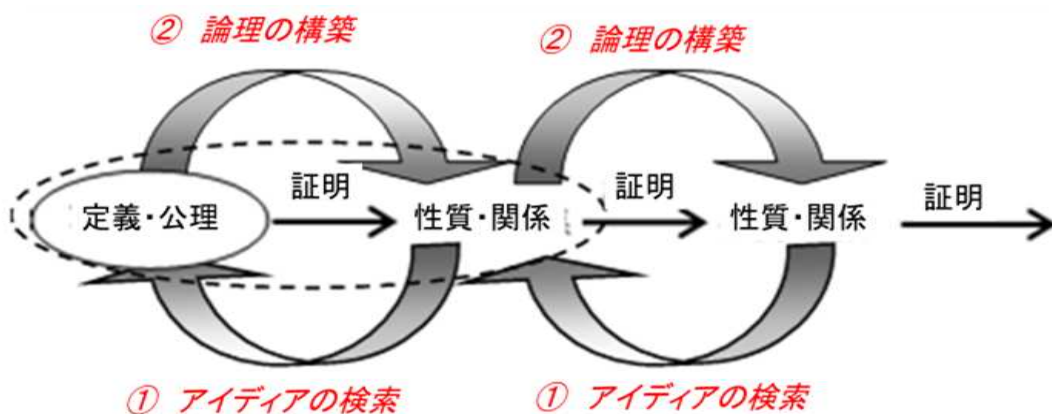 ② 論理の構築
② 論理の構築
定義・公理
証明
性質・関係
証明
性質・関係
証明
① アイディアの検索
① アイディアの検索